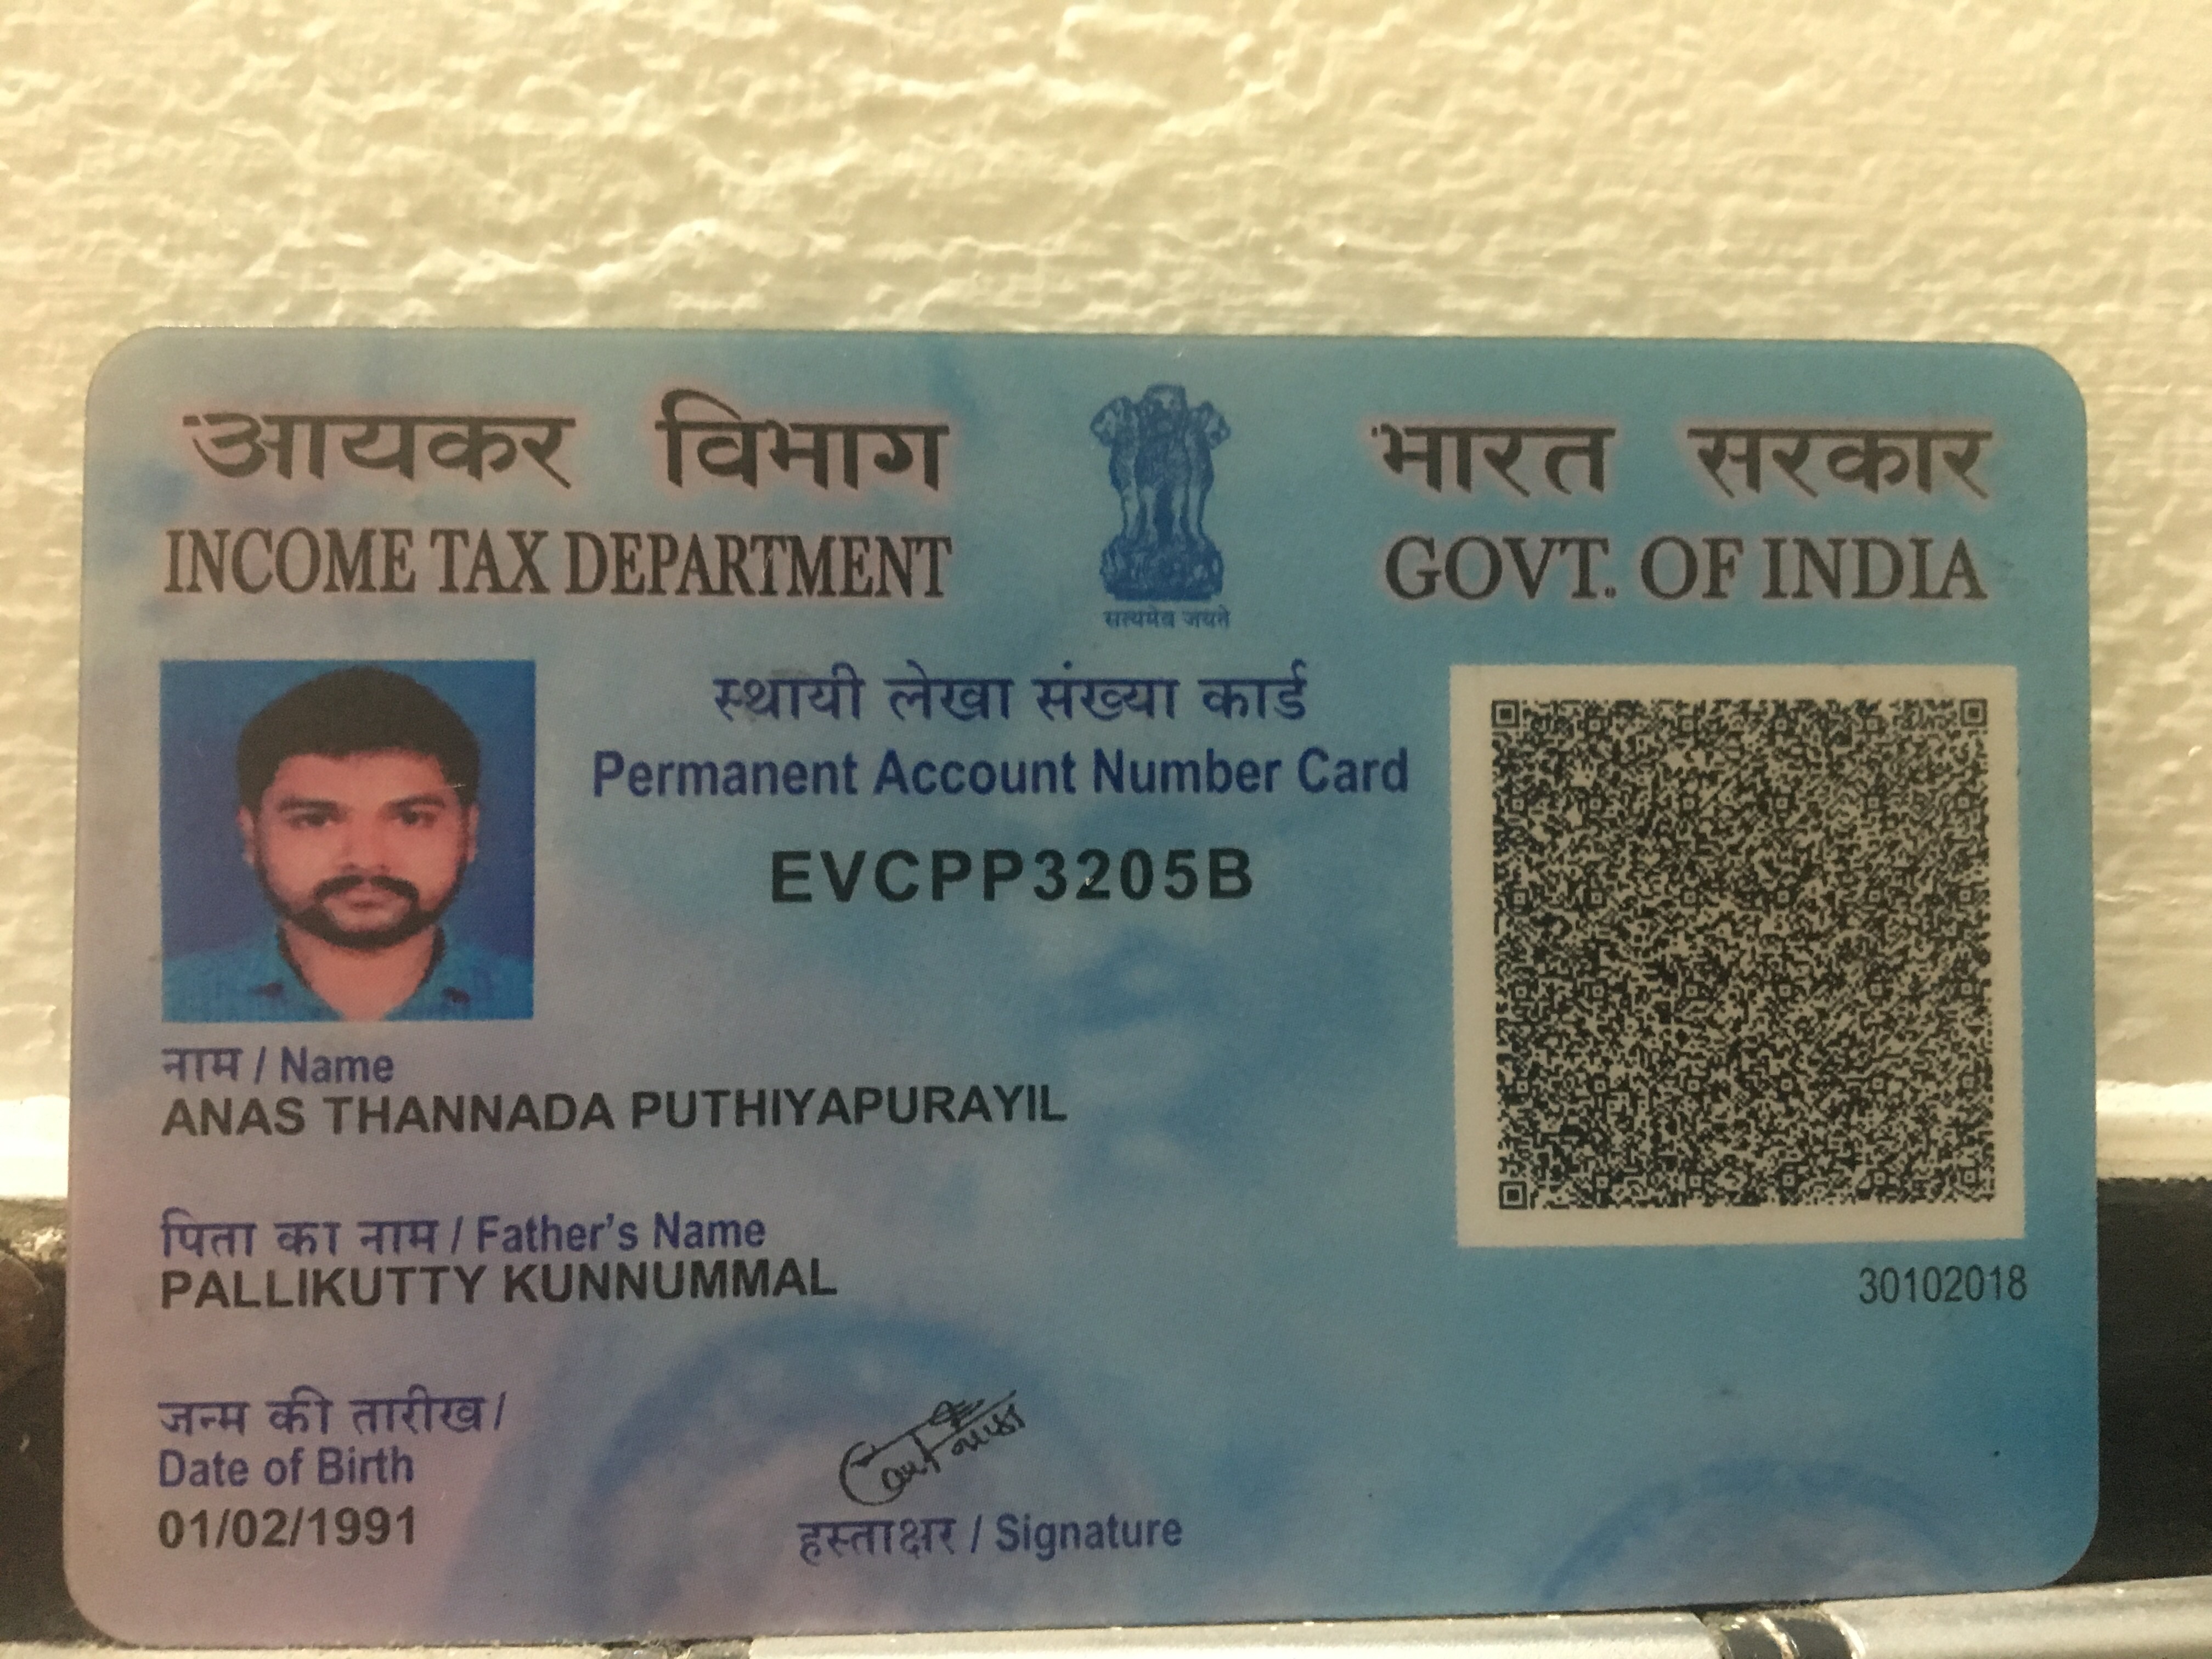 आयकर विभाग
INCOME TAX DEPARTMENT
सत्यमेव जयते
भारत सरकार
GOVT. OF INDIA
स्थायी लेखा संख्या कार्ड
Permanent Account Number Card
EVCPP3205B
नाम / Name
ANAS THANNADA PUTHIYAPURAYIL
पिता का नाम / Father's Name
PALLIKUTTY KUNNUMMAL
30102018
जन्म की तारीख /
Date of Birth
01/02/1991
हस्ताक्षर / Signature